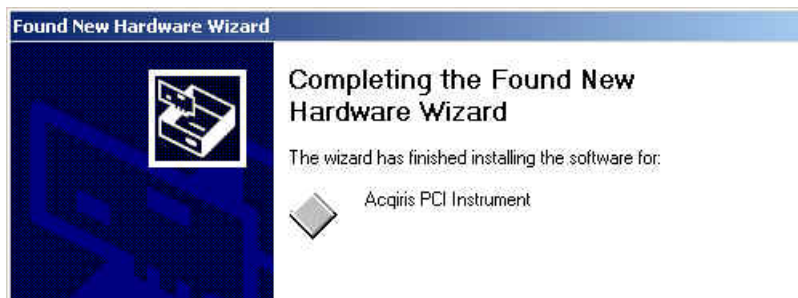 Found New Hardware Wizard
Completing the Found New
Hardware Wizard
The wizard has finished installing the software for:
Acqiris PCI Instrument